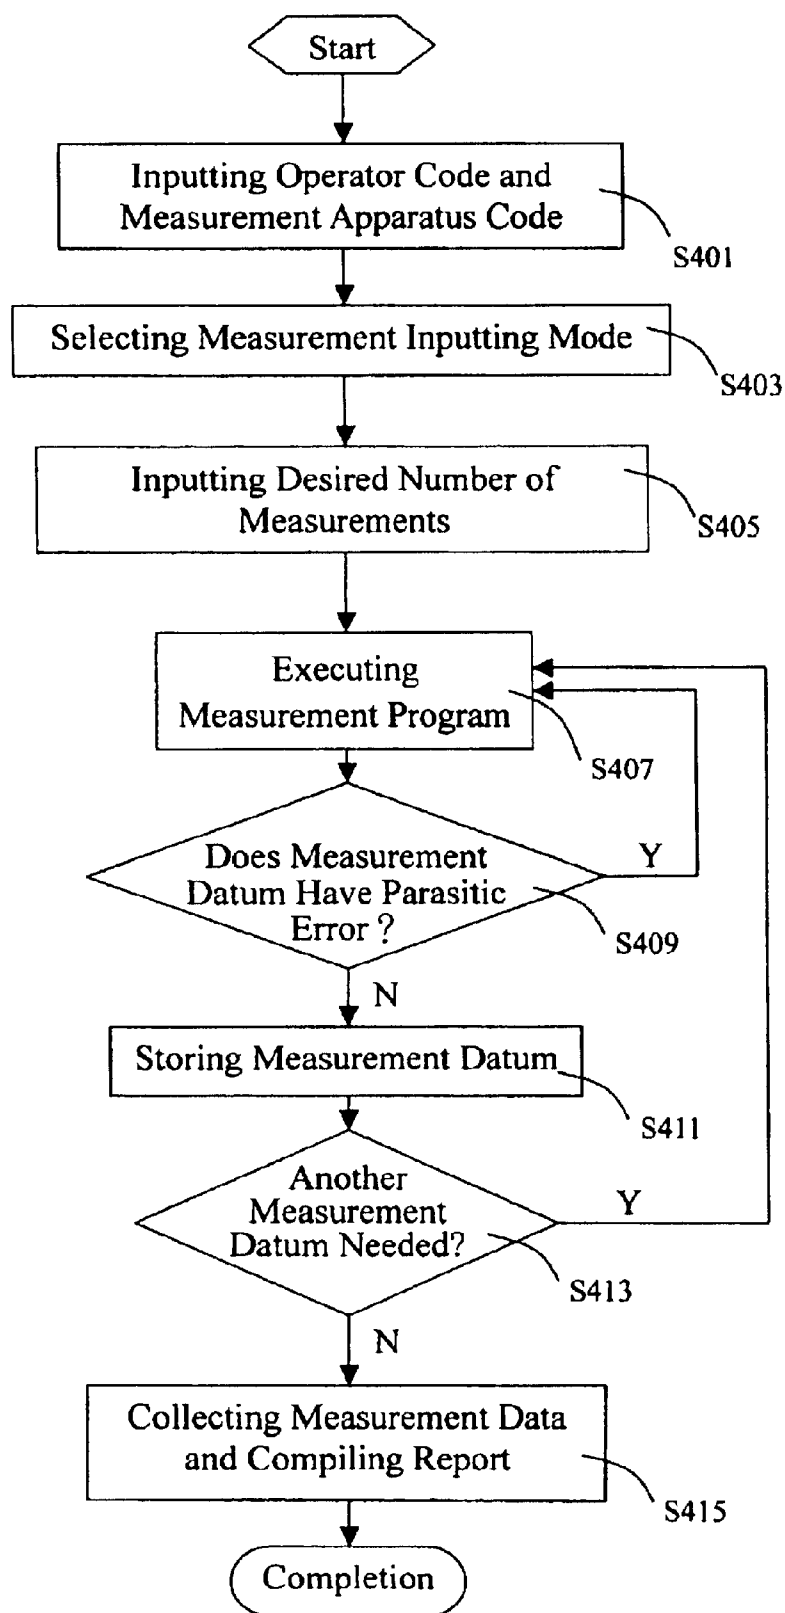 Start
Inputting Operator Code and
Measurement Apparatus Code
S401
Selecting Measurement Inputting Mode
S403
Inputting Desired Number of
Measurements
S405
Executing
Measurement Program
S407
Does Measurement
Datum Have Parasitic
Error ?
Y
S409
N
Storing Measurement Datum
S411
Another
Measurement
Datum Needed?
Y
S413
N
Collecting Measurement Data
and Compiling Report
S415
Completion